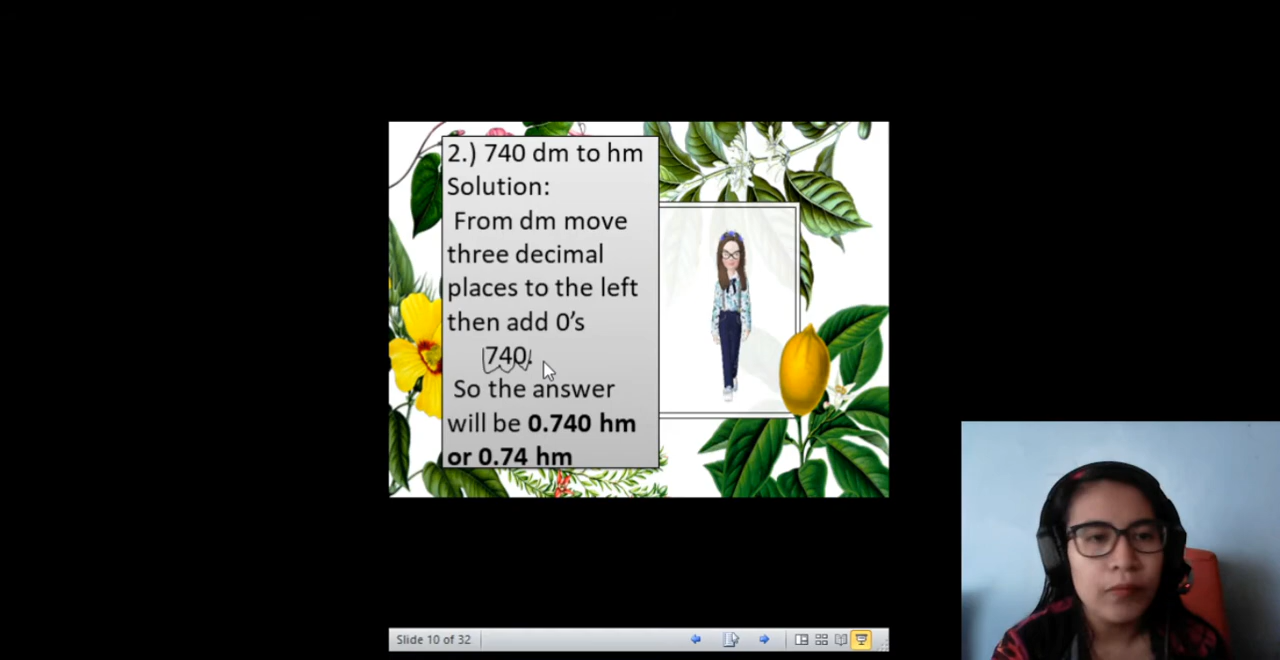 2.) 740 dm to hm
Solution:
From dm move
three decimal
places to the left
then add 0’s
740.
So the answer
will be 0.740 hm
or 0.74 hm
Slide 10 of 32